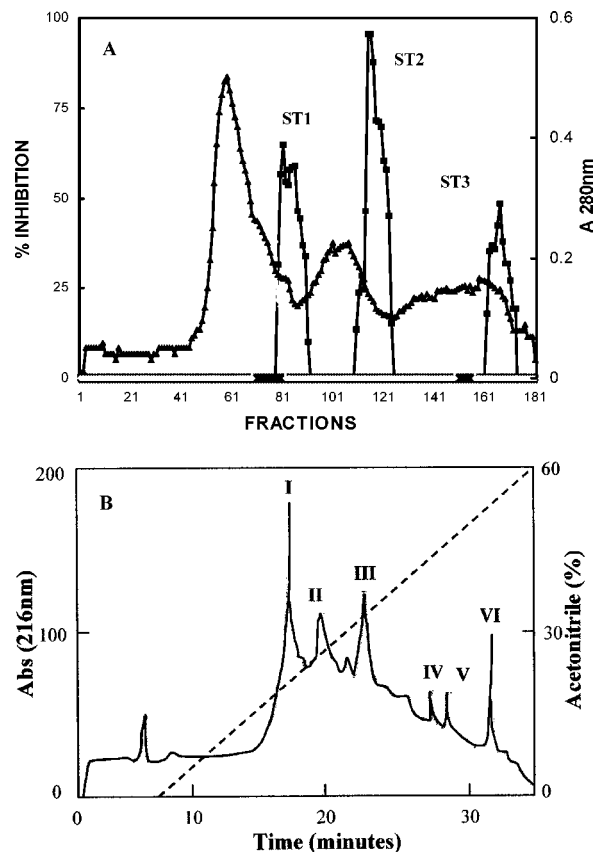 A
ST1
ST2
ST3
% INHIBITION
A 280nm
100
75
50
25
0
0.6
0.4
0.2
0
1 21 41 61 81 101 121 141 161 181
FRACTIONS
B
I
II
III
IV
V
VI
200
100
0
60
30
0
Abs (216nm)
Acetonitrile (%)
0 10 20 30
Time (minutes)